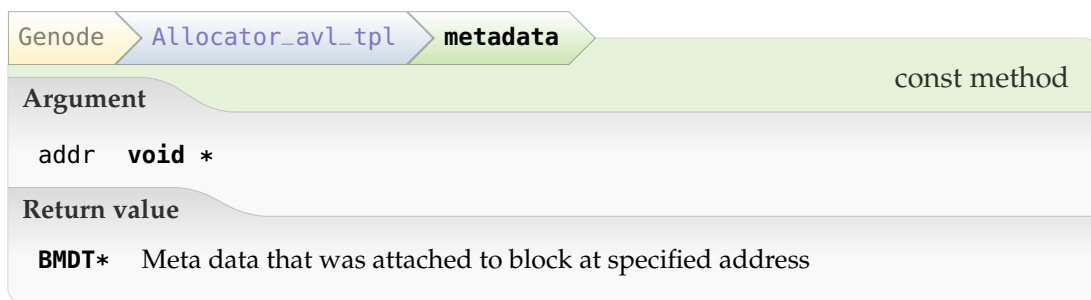 Genode Allocator_avl_tpl metadata
const method
Argument
addr void *
Return value
BMDT* Meta data that was attached to block at specified address